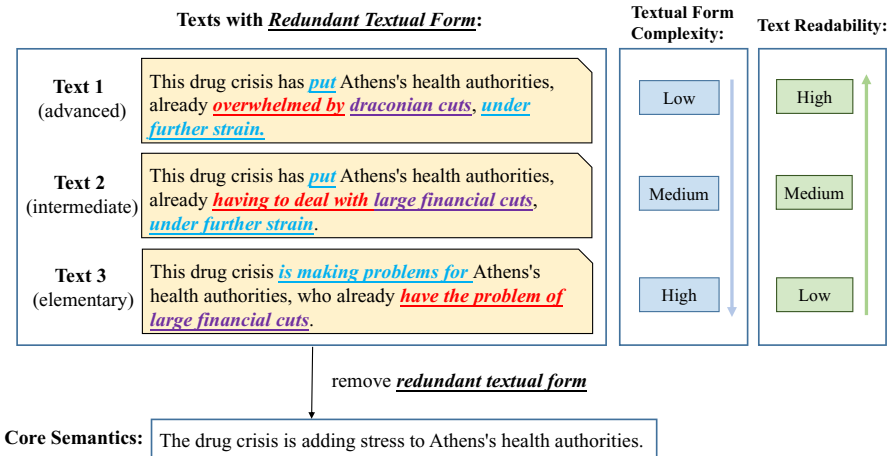 Texts with Redundant Textual Form:
Textual Form
Complexity:
Text Readability:
Text 1
(advanced)
This drug crisis has put Athens's health authorities,
already overwhelmed by draconian cuts, under
further strain.
Low
High
Text 2
(intermediate)
This drug crisis has put Athens's health authorities,
already having to deal with large financial cuts,
under further strain.
Medium
Medium
Text 3
(elementary)
This drug crisis is making problems for Athens's
health authorities, who already have the problem of
large financial cuts.
High
Low
remove redundant textual form
Core Semantics:
The drug crisis is adding stress to Athens's health authorities.